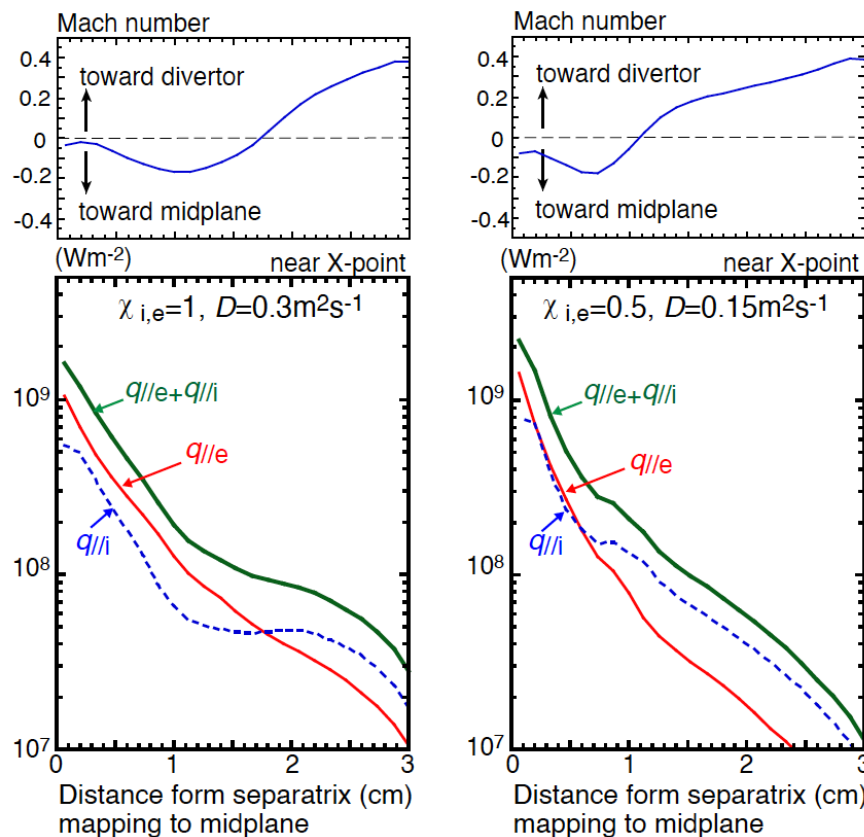 Mach number
0.4
0.2
0
-0.2
0.4
toward divertor
toward midplane
(Wm-2)
near X-point
χ i,e=1, D=0.3m2s-1
10^9
10^8
10^7
q//e+q//i
q//e
q//i
0
1
2
3
Distance form separatrix (cm)
mapping to midplane
Mach number
0.4
0.2
0
-0.2
-0.4
toward divertor
toward midplane
(Wm-2)
near X-point
χ i,e=0.5, D=0.15m2s-1
10^9
10^8
10^7
q//e+q//i
q//e
q//i
0
1
2
3
Distance form separatrix (cm)
mapping to midplane